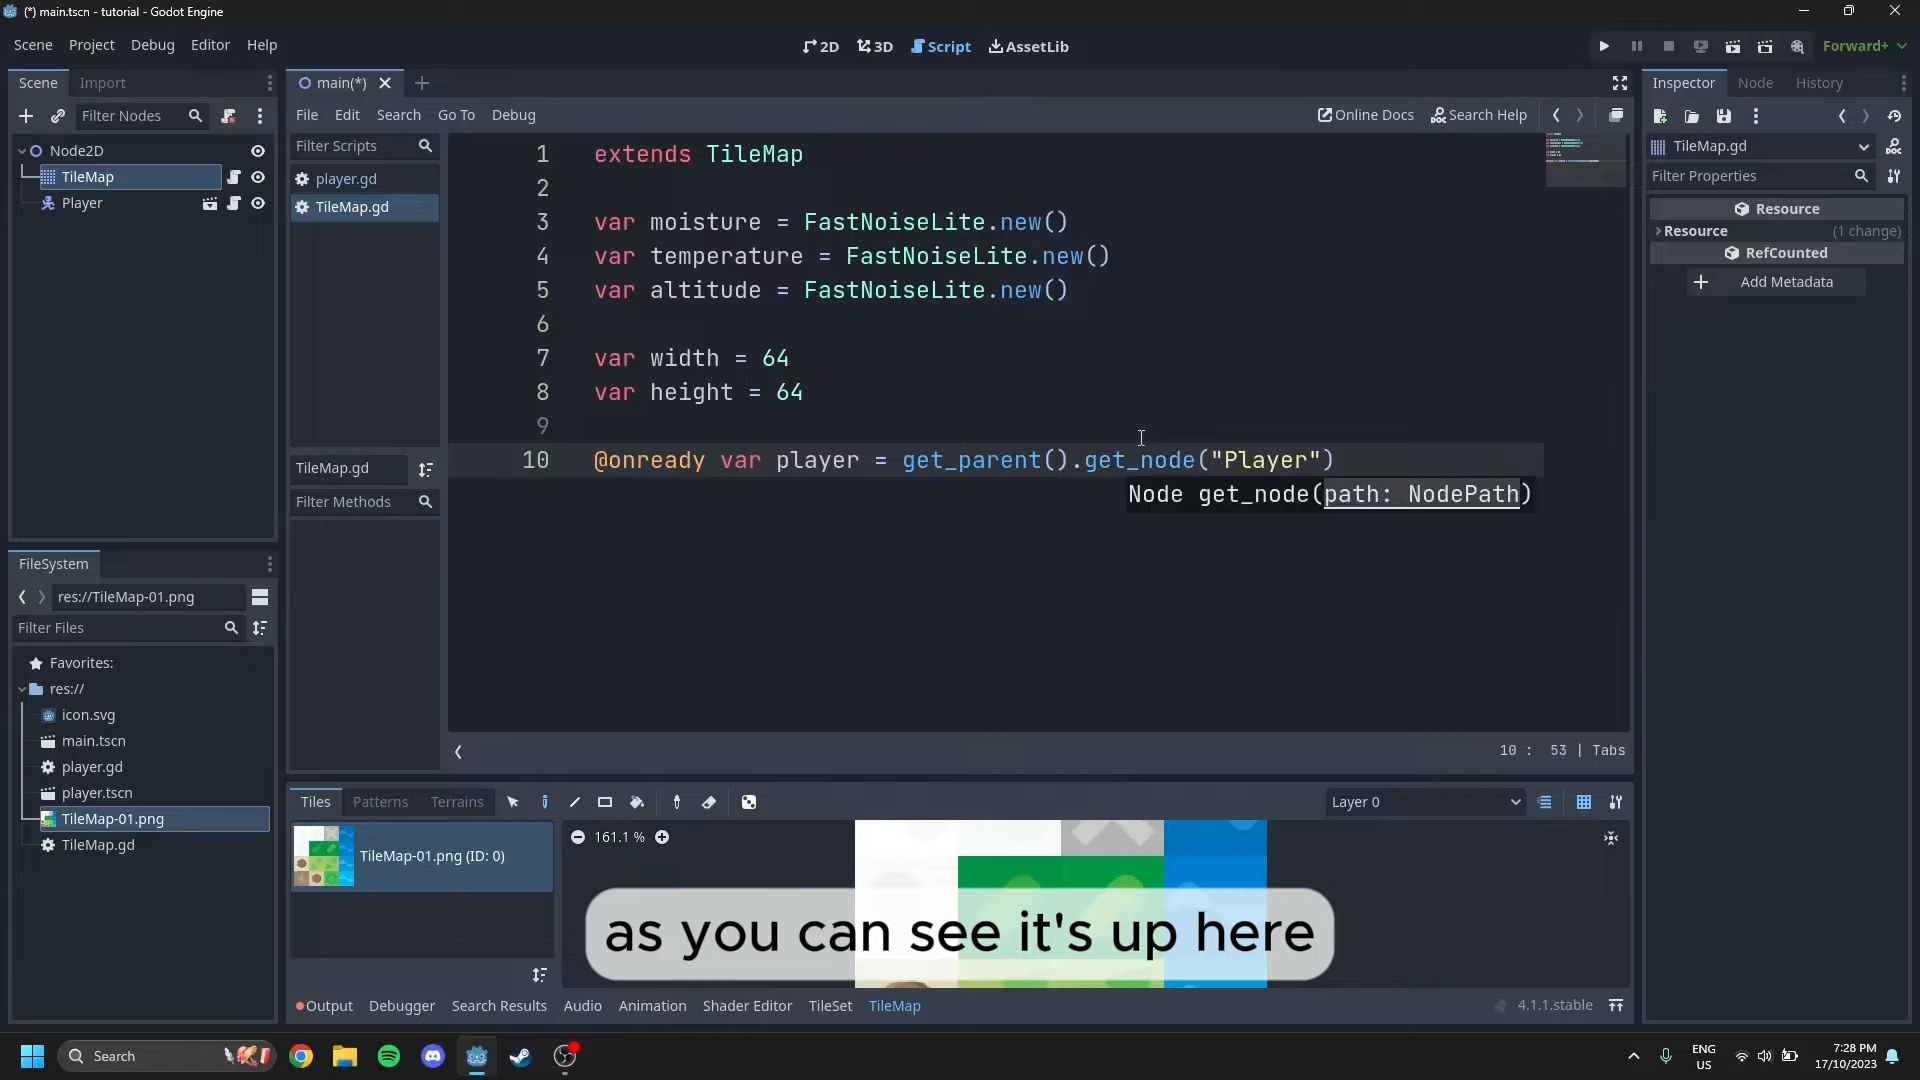 (*) main.tscn - tutorial - Godot Engine
Scene Project Debug Editor Help
2D 3D Script AssetLib
Forward+
Scene Import
Filter Nodes
Node2D
TileMap
Player
main(*)
File Edit Search Go To Debug
Online Docs Search Help
Filter Scripts
player.gd
TileMap.gd
TileMap.gd
Filter Methods
1 extends TileMap
2
3 var moisture = FastNoiseLite.new()
4 var temperature = FastNoiseLite.new()
5 var altitude = FastNoiseLite.new()
6
7 var width = 64
8 var height = 64
9
10 @onready var player = get_parent().get_node("Player")
Node get_node(path: NodePath)
10 : 53 | Tabs
Inspector Node History
TileMap.gd
Filter Properties
Resource
Resource (1 change)
RefCounted
Add Metadata
FileSystem
res://TileMap-01.png
Filter Files
Favorites:
res://
icon.svg
main.tscn
player.gd
player.tscn
TileMap-01.png
TileMap.gd
Tiles Patterns Terrains
Layer 0
TileMap-01.png (ID: 0)
161.1 %
as you can see it's up here
Output Debugger Search Results Audio Animation Shader Editor TileSet TileMap
4.1.1.stable
Search
ENG
US
7:28 PM
17/10/2023